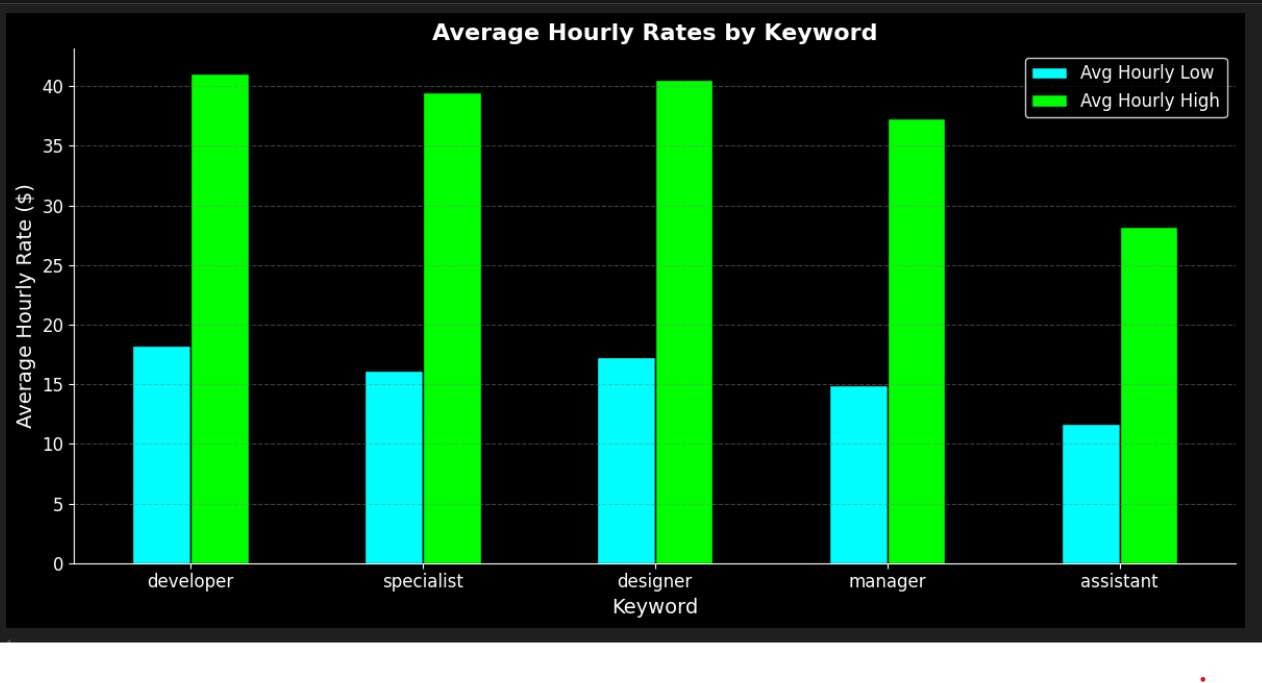 Average Hourly Rates by Keyword
Avg Hourly Low
Avg Hourly High
Average Hourly Rate ($)
40
35
30
25
20
15
10
5
0
developer specialist designer manager assistant
Keyword